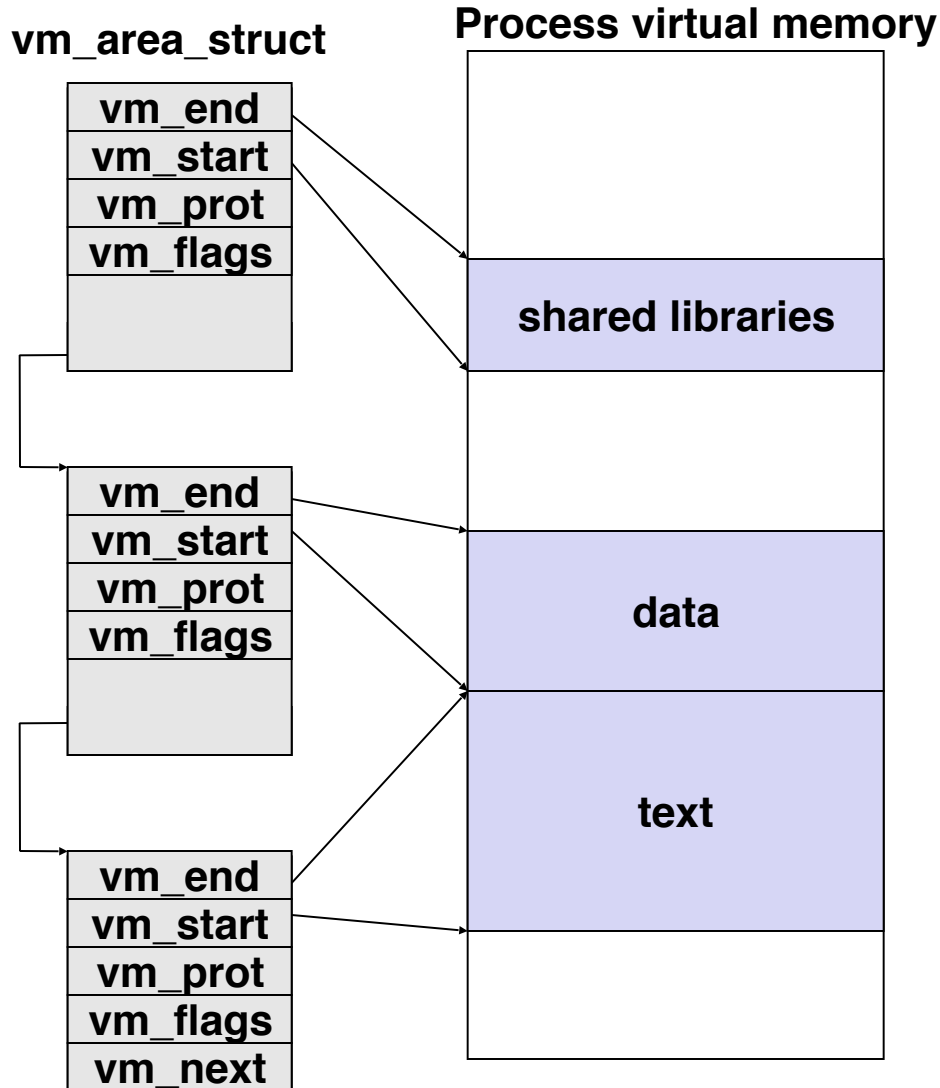 vm_area_struct
Process virtual memory
vm_end
vm_start
vm_prot
vm_flags
shared libraries
vm_end
vm_start
vm_prot
vm_flags
data
text
vm_end
vm_start
vm_prot
vm_flags
vm_next